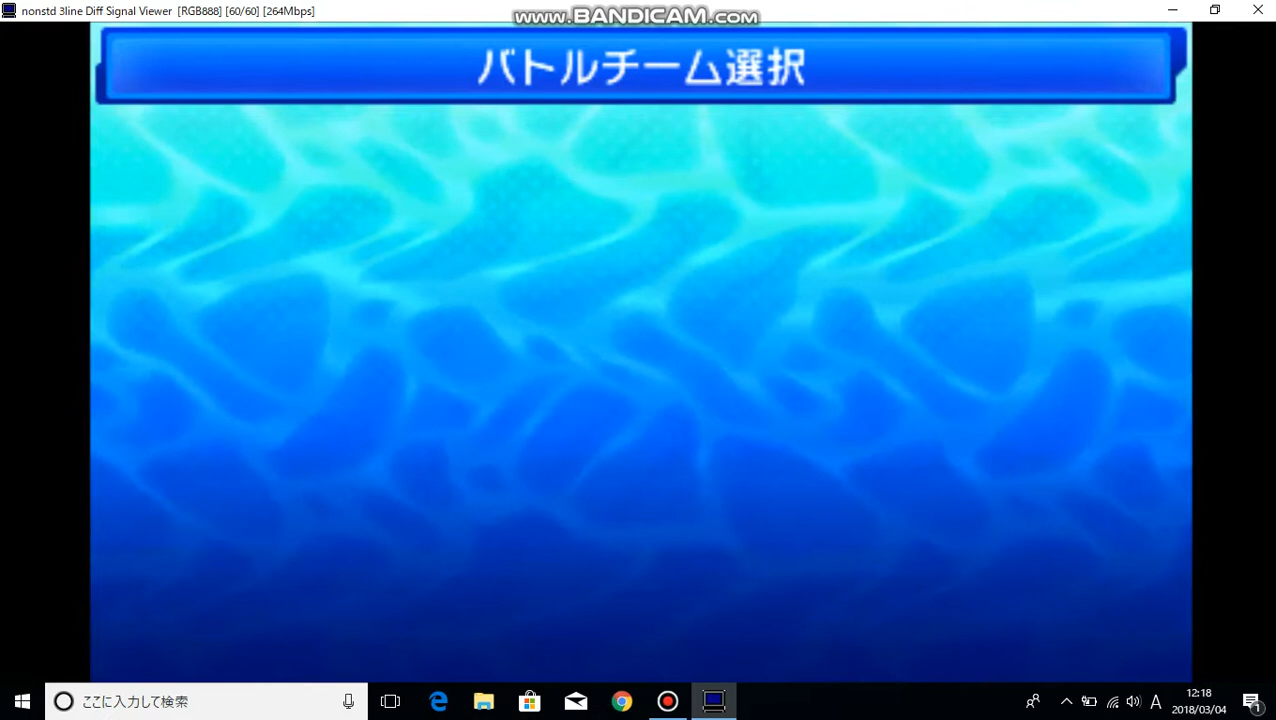 nonstd 3line Diff Signal Viewer [RGB888] [60/60] [264Mbps]
www.BANDICAM.com
バトルチーム選択
ここに入力して検索
A
12:18
2018/03/04
1